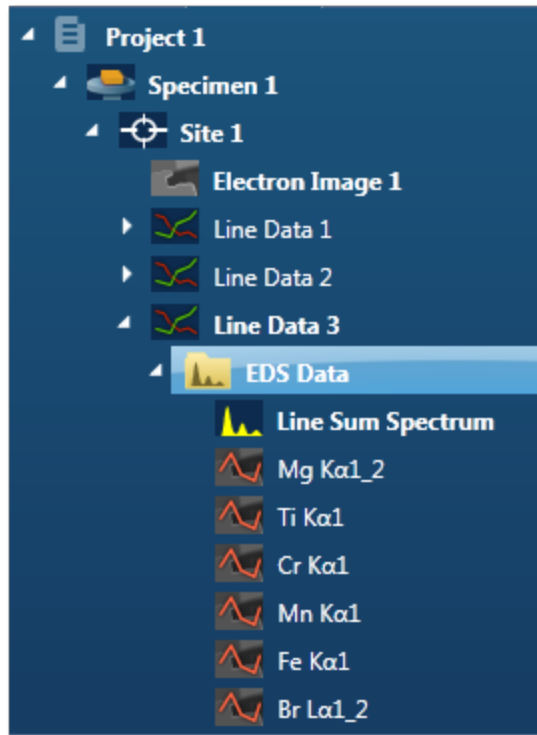 Project 1
Specimen 1
Site 1
Electron Image 1
Line Data 1
Line Data 2
Line Data 3
EDS Data
Line Sum Spectrum
Mg Kα1_2
Ti Kα1
Cr Kα1
Mn Kα1
Fe Kα1
Br Lα1_2